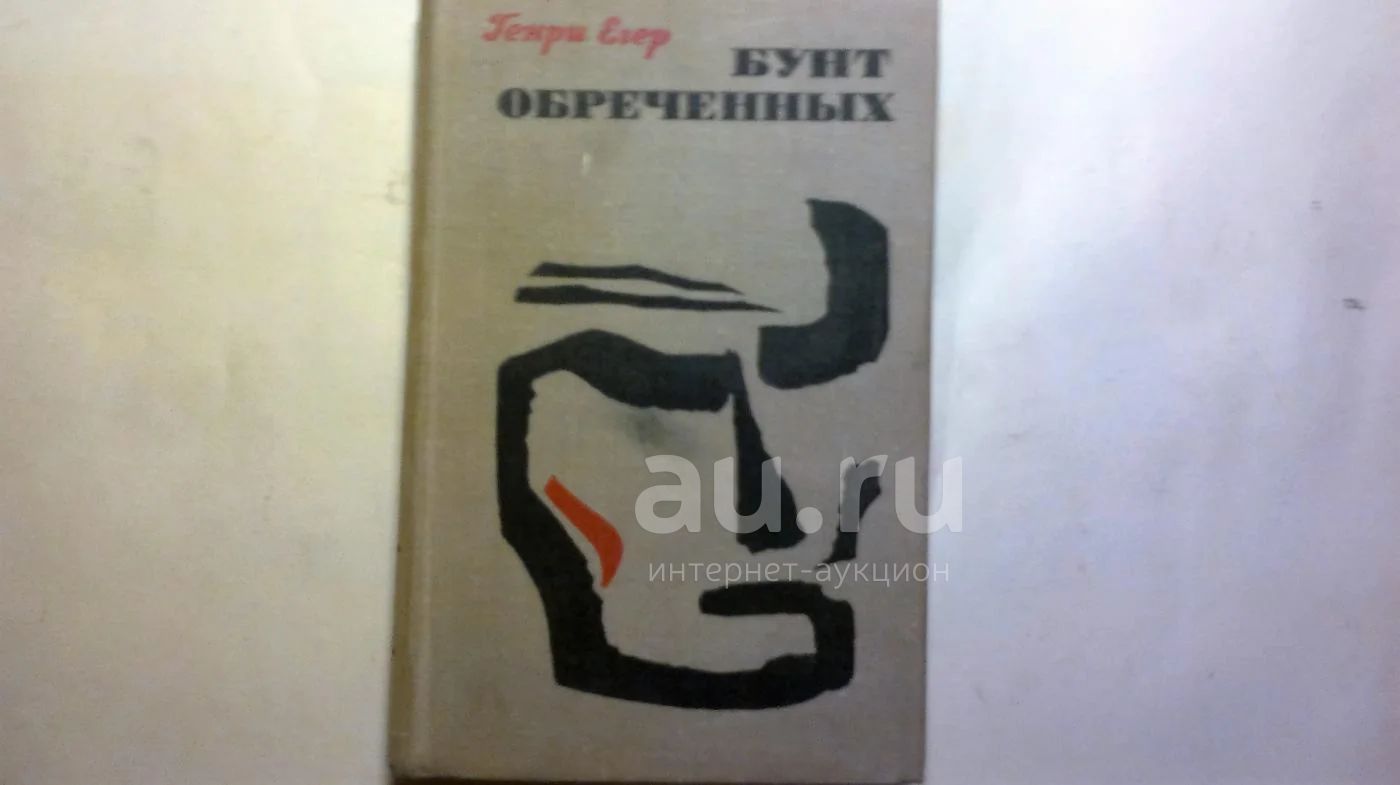 Генри Егер
БУНТ
ОБРЕЧЕННЫХ
au.ru
интернет-аукцион